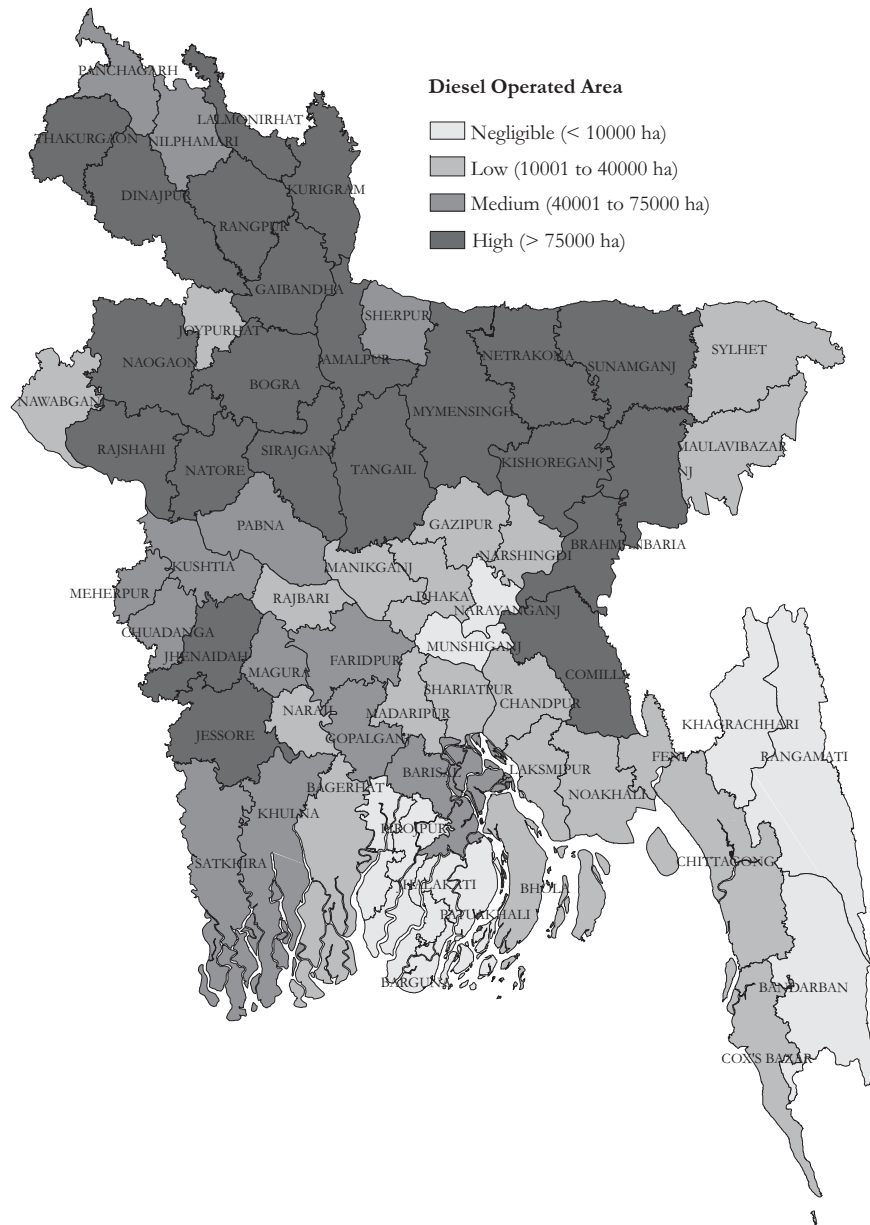 Diesel Operated Area
Negligible (< 10000 ha)
Low (10001 to 40000 ha)
Medium (40001 to 75000 ha)
High (> 75000 ha)
PANCHAGARH
LALMONIRHAT
THAKURGAON
NILPHAMARI
KURIGRAM
DINAJPUR
RANGPUR
GAIBANDHA
SHERPUR
JOYPURHAT
SYLHET
NETRAKONA
JAMALPUR
NAOGAON
SUNAMGANJ
BOGRA
NAWABGANJ
MYMENSINGH
MAULAVIBAZAR
RAJSHAHI
SIRAJGANJ
KISHOREGANJ
NATORE
TANGAIL
NJ
PABNA
GAZIPUR
BRAHMANBARIA
NARSHINGDI
KUSHTIA
MANIKGANJ
MEHERPUR
RAJBARI
DHAKA
NARAYANGANJ
CHUADANGA
MUNSHIGANJ
JHENAIDAH
FARIDPUR
MAGURA
COMILLA
SHARIATPUR
CHANDPUR
NARAIL
MADARIPUR
KHAGRACHHARI
JESSORE
GOPALGANJ
FENI
RANGAMATI
BARISAL
LAKSMIPUR
BAGERHAT
NOAKHALI
KHULNA
PIROJPUR
SATKHIRA
CHITTAGONG
JHALAKATI
BHOLA
PATUAKHALI
BARGUNA
BANDARBAN
COX'S BAZAR